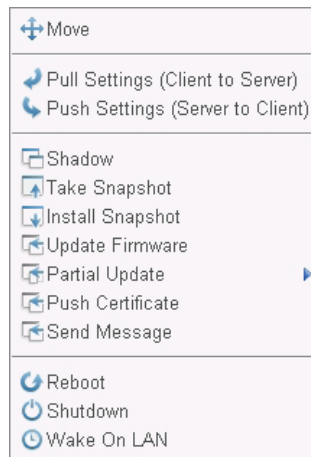 Move
Pull Settings (Client to Server)
Push Settings (Server to Client)
Shadow
Take Snapshot
Install Snapshot
Update Firmware
Partial Update
Push Certificate
Send Message
Reboot
Shutdown
Wake On LAN